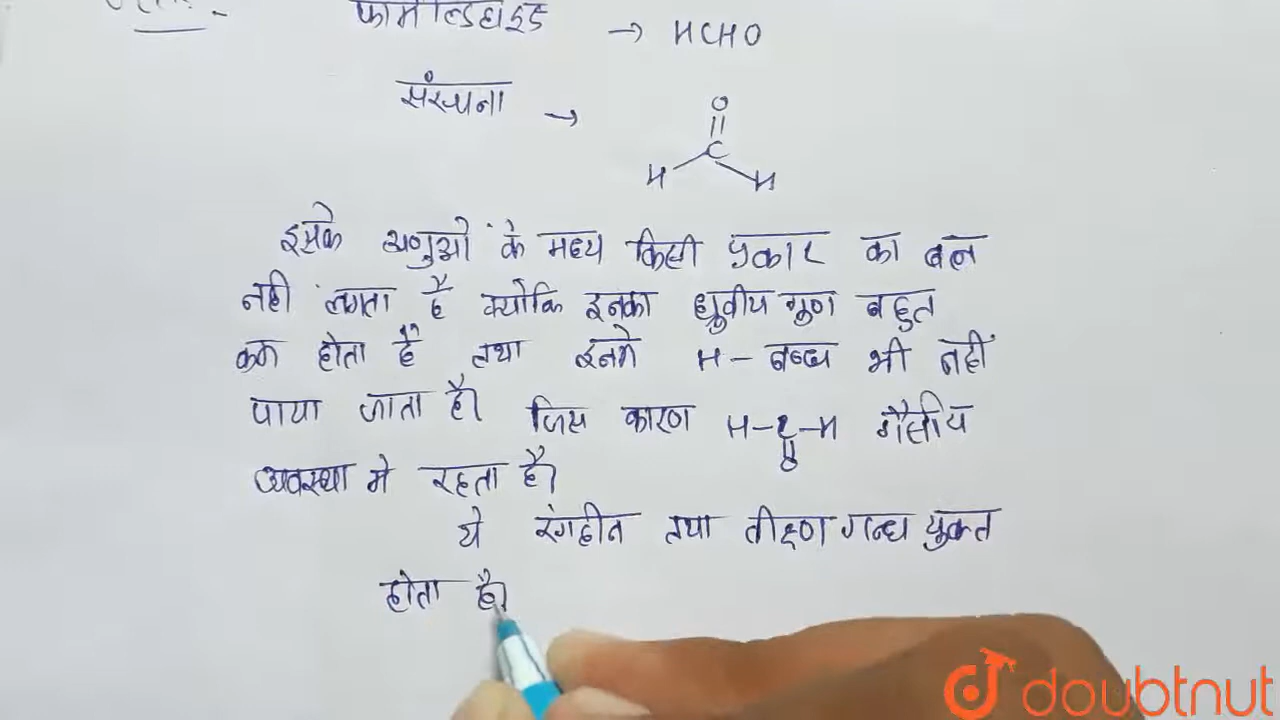 फार्मेल्डिहाइड → HCHO
संरचना →
O
||
C
H H
इसके अणुओं के मध्य किसी प्रकार का बल
नही लगता है क्योकि इनका ध्रुवीय गुण बहुत
कम होता है तथा इनमे H - बन्ध भी नहीं
पाया जाता है। जिस कारण H-C-H गैसीय
||
O
व्यवस्था मे रहता है।
ये रंगहीन तथा तीक्ष्ण गन्ध युक्त
होता है।
doubtnut